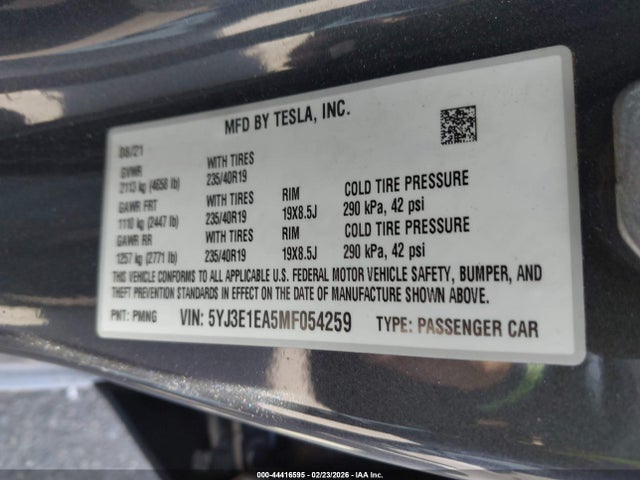 MFD BY TESLA, INC.
08/21
GVWR WITH TIRES
2113 kg (4658 lb) 235/40R19
GAWR FRT WITH TIRES RIM COLD TIRE PRESSURE
1110 kg (2447 lb) 235/40R19 19X8.5J 290 kPa, 42 psi
GAWR RR WITH TIRES RIM COLD TIRE PRESSURE
1257 kg (2771 lb) 235/40R19 19X8.5J 290 kPa, 42 psi
THIS VEHICLE CONFORMS TO ALL APPLICABLE U.S. FEDERAL MOTOR VEHICLE SAFETY, BUMPER, AND
THEFT PREVENTION STANDARDS IN EFFECT ON THE DATE OF MANUFACTURE SHOWN ABOVE.
PNT: PMNG VIN: 5YJ3E1EA5MF054259 TYPE: PASSENGER CAR
000-44416595 - 02/23/2026 - IAA Inc.